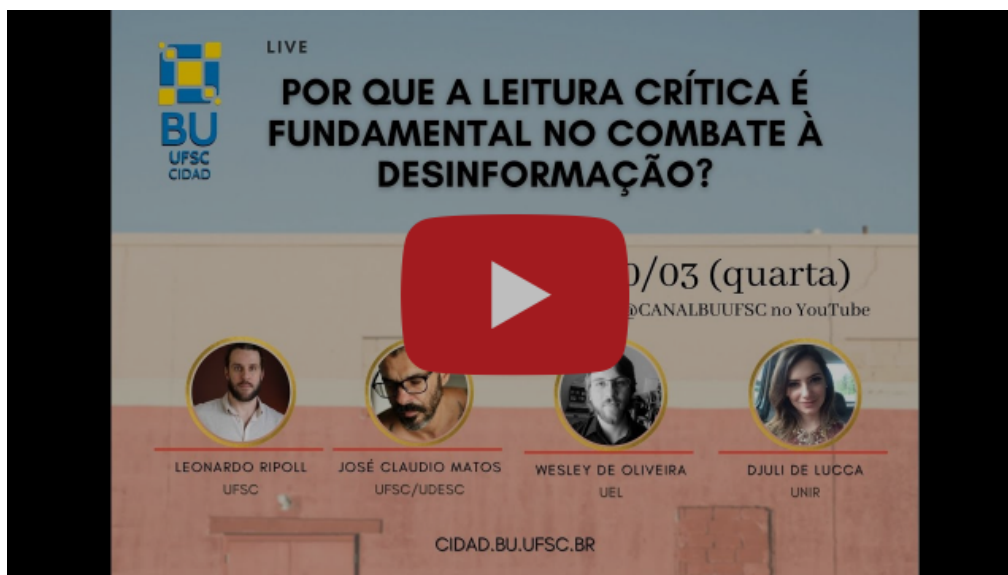 LIVE
POR QUE A LEITURA CRÍTICA É
FUNDAMENTAL NO COMBATE À
DESINFORMAÇÃO?
BU
UFSC
CIDAD
0/03 (quarta)
@CANALBUUFSC no YouTube
LEONARDO RIPOLL
UFSC
JOSÉ CLAUDIO MATOS
UFSC/UDESC
WESLEY DE OLIVEIRA
UEL
DJULI DE LUCCA
UNIR
CIDAD.BU.UFSC.BR